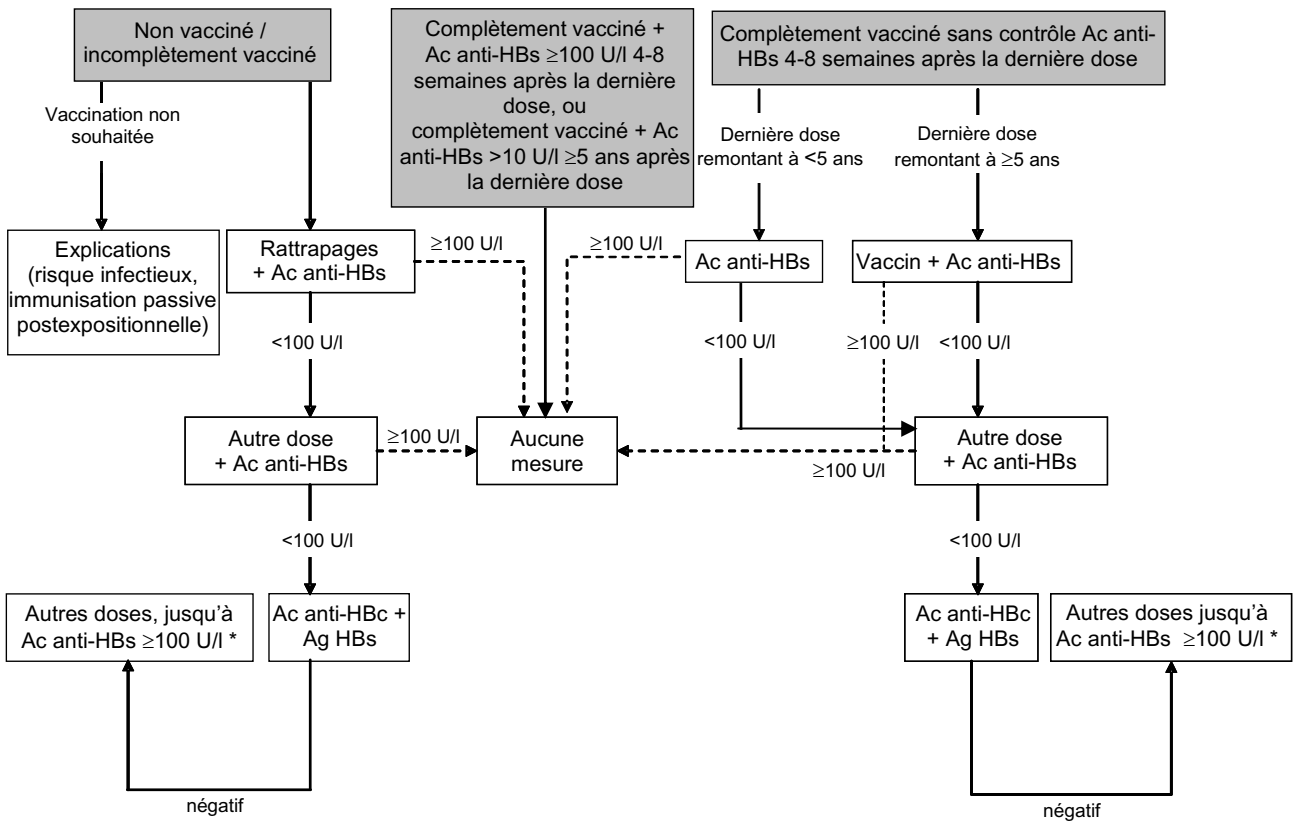 Non vacciné /
incomplètement vacciné
Complètement vacciné +
Ac anti-HBs ≥100 U/l 4-8
semaines après la dernière
dose, ou
complètement vacciné + Ac
anti-HBs >10 U/l ≥5 ans après
la dernière dose
Complètement vacciné sans contrôle Ac anti-
HBs 4-8 semaines après la dernière dose
Vaccination non
souhaitée
Dernière dose
remontant à <5 ans
Dernière dose
remontant à ≥5 ans
Explications
(risque infectieux,
immunisation passive
postexpositionnelle)
Rattrapages
+ Ac anti-HBs
≥100 U/l
≥100 U/l
Ac anti-HBs
Vaccin + Ac anti-HBs
<100 U/l
<100 U/l
≥100 U/l
<100 U/l
Autre dose
+ Ac anti-HBs
≥100 U/l
Aucune
mesure
≥100 U/l
Autre dose
+ Ac anti-HBs
<100 U/l
<100 U/l
Autres doses, jusqu'à
Ac anti-HBs ≥100 U/l *
Ac anti-HBc +
Ag HBs
Ac anti-HBc
+ Ag HBs
Autres doses jusqu'à
Ac anti-HBs ≥100 U/l *
négatif
négatif